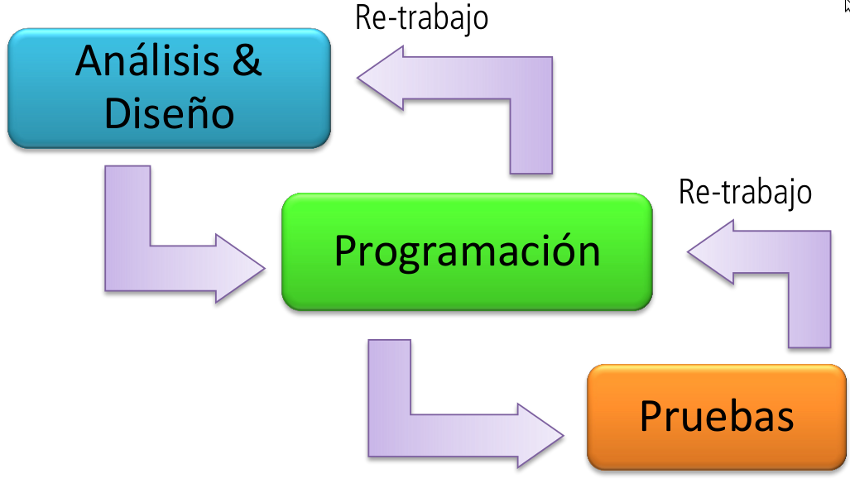 Re-trabajo
Análisis &
Diseño
Re-trabajo
Programación
Pruebas